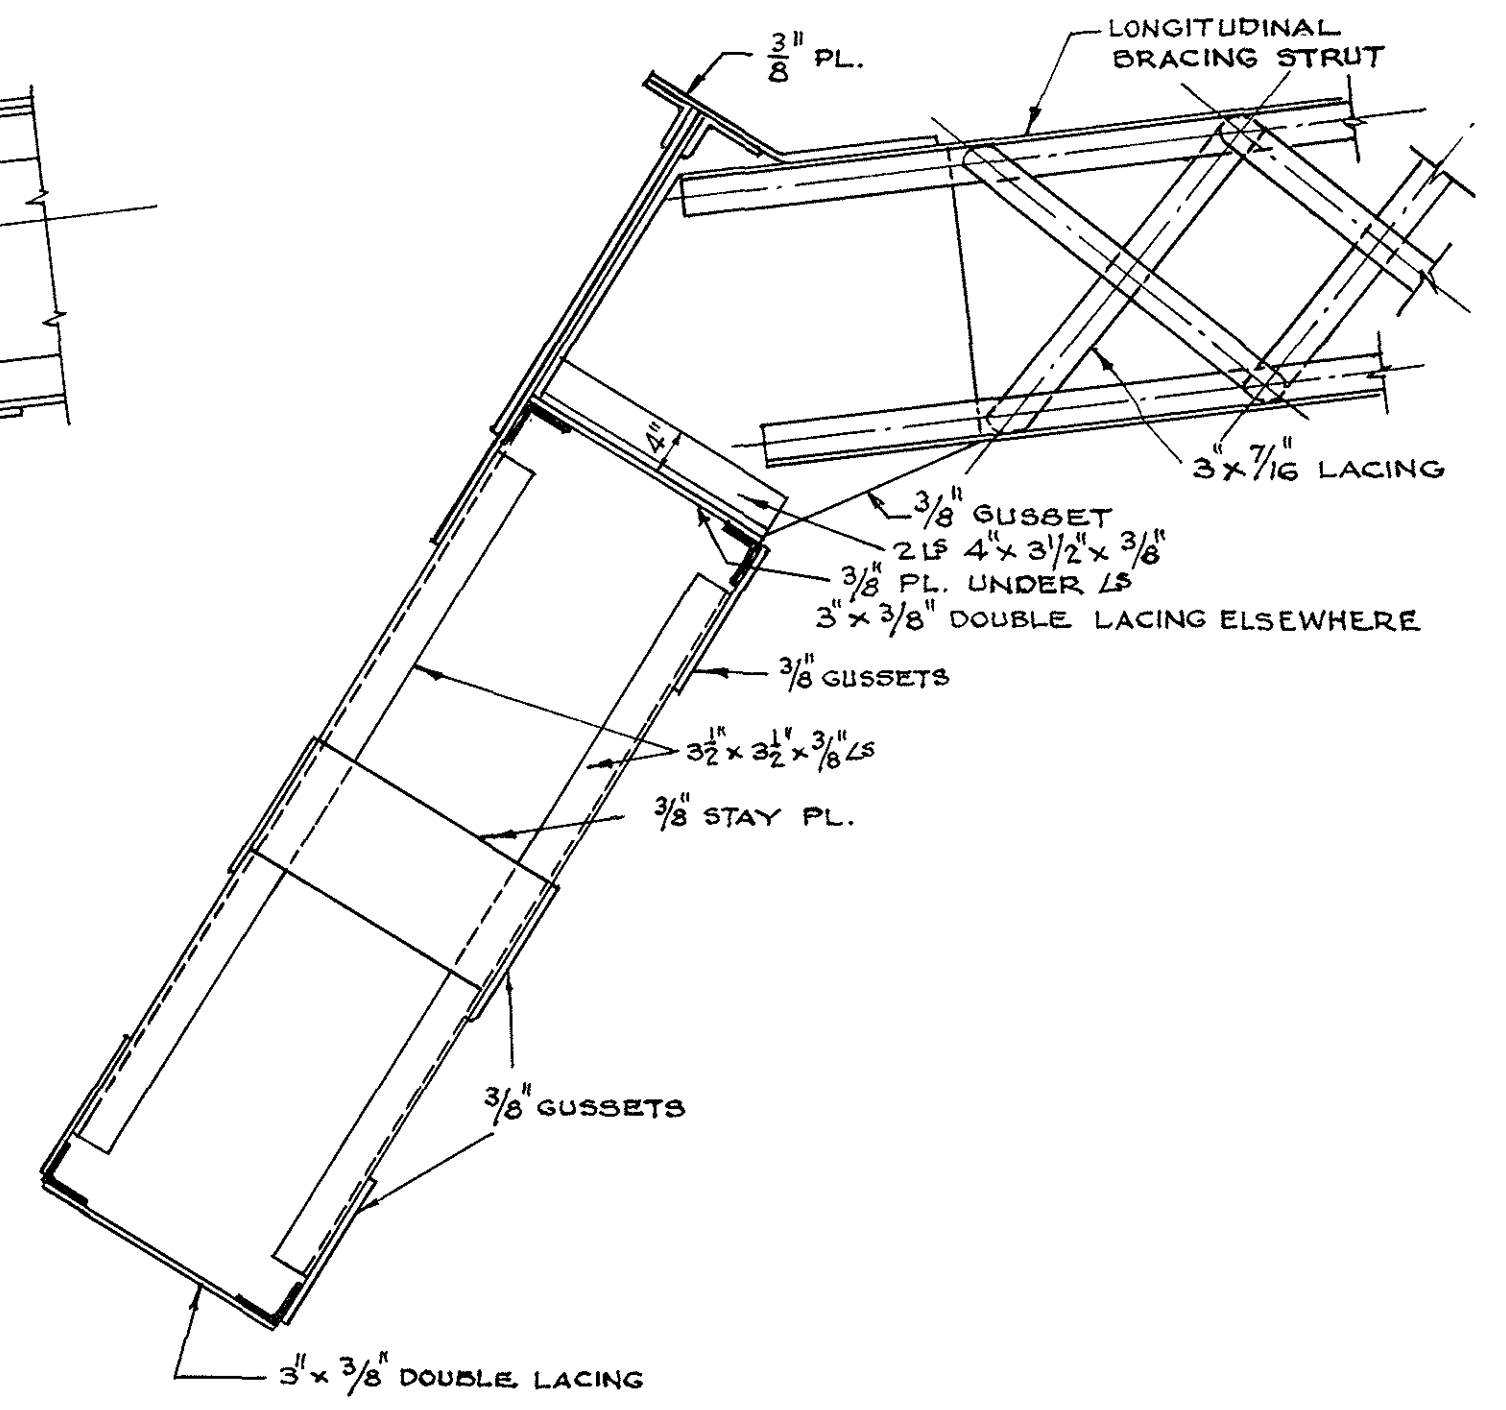 3/8" PL.
LONGITUDINAL
BRACING STRUT
4"
3" x 7/16 LACING
3/8" GUSSET
2 LS 4" x 3 1/2" x 3/8"
3/8" PL. UNDER LS
3" x 3/8" DOUBLE LACING ELSEWHERE
3/8" GUSSETS
3 1/2" x 3 1/2" x 3/8" LS
3/8" STAY PL.
3/8" GUSSETS
3" x 3/8" DOUBLE LACING